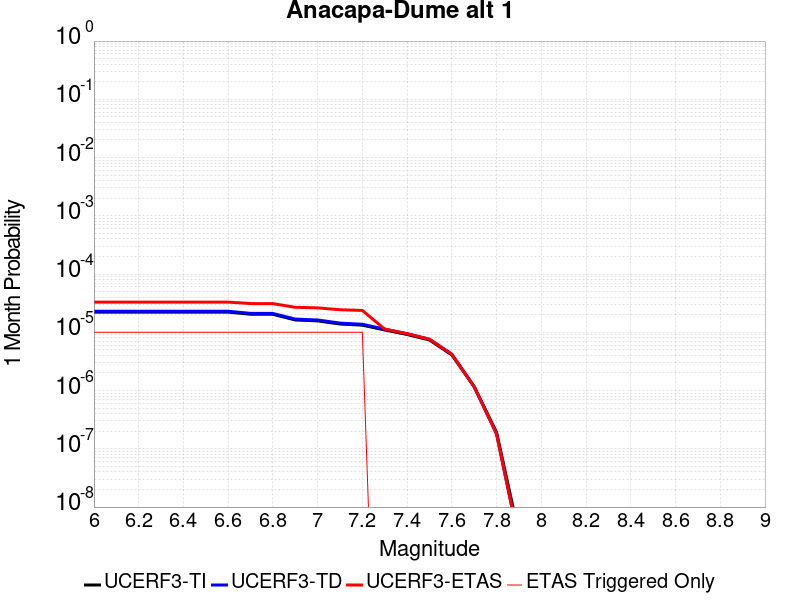 Anacapa-Dume alt 1
10^0
10^-1
10^-2
10^-3
10^-4
10^-5
10^-6
10^-7
10^-8
1 Month Probability
6 6.2 6.4 6.6 6.8 7 7.2 7.4 7.6 7.8 8 8.2 8.4 8.6 8.8 9
Magnitude
UCERF3-TI UCERF3-TD UCERF3-ETAS ETAS Triggered Only